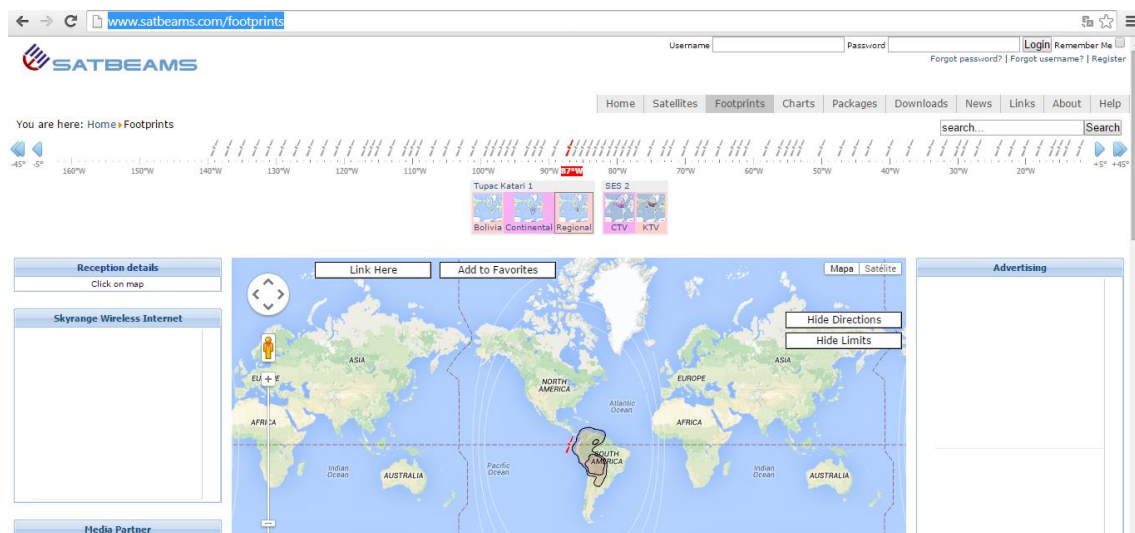 www.satbeams.com/footprints
Username Password Login Remember Me
Forgot password? | Forgot username? | Register
SATBEAMS
Home Satellites Footprints Charts Packages Downloads News Links About Help
You are here: Home Footprints
search... Search
-45° -5° 160°W 150°W 140°W 130°W 120°W 110°W 100°W 90°W 87°W 80°W 70°W 60°W 50°W 40°W 30°W 20°W +5° +45°
Tupac Katari 1 SES 2
Bolivia Continental Regional CTV KTV
Reception details
Click on map
Skyrange Wireless Internet
Media Partner
Link Here Add to Favorites Mapa Satélite
Hide Directions
Hide Limits
ASIA ASIA
NORTH AMERICA
EUROPE
Atlantic Ocean
AFRICA AFRICA
SOUTH AMERICA
Indian Ocean
AUSTRALIA
Pacific Ocean
Indian Ocean
AUSTRALIA
Advertising